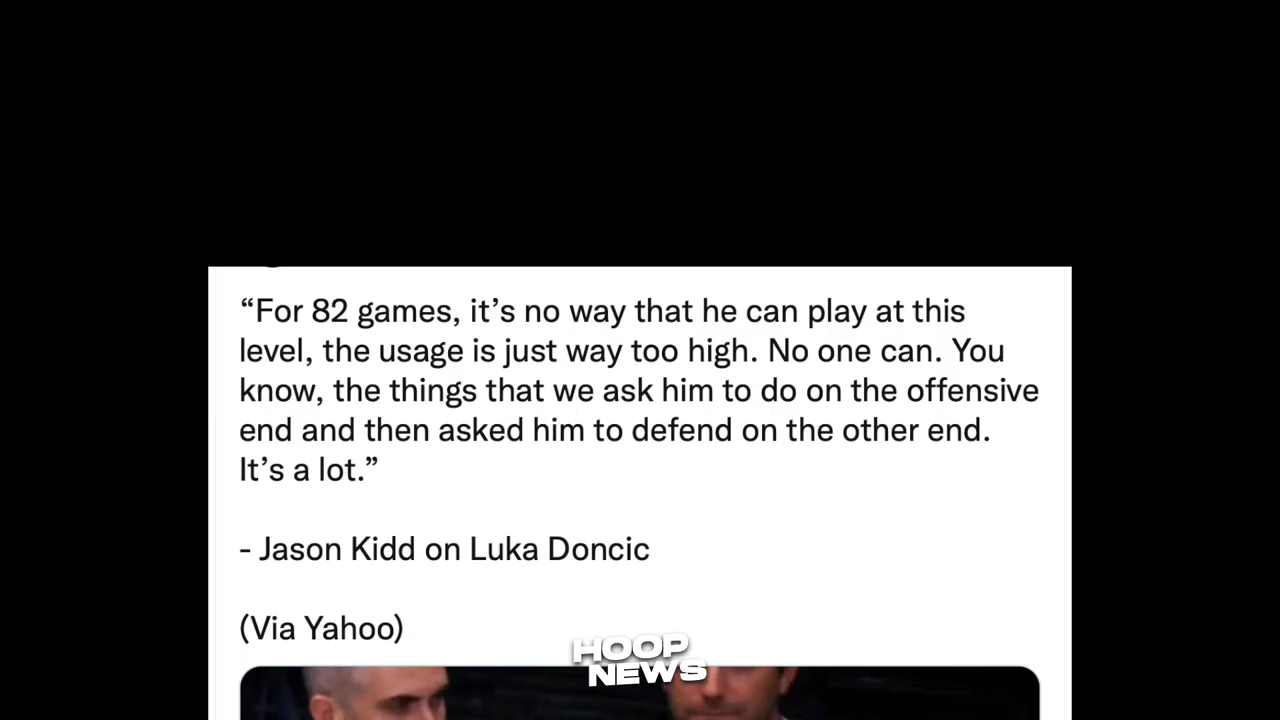 “For 82 games, it’s no way that he can play at this
level, the usage is just way too high. No one can. You
know, the things that we ask him to do on the offensive
end and then asked him to defend on the other end.
It’s a lot.”
- Jason Kidd on Luka Doncic
(Via Yahoo)
HOOP
NEWS